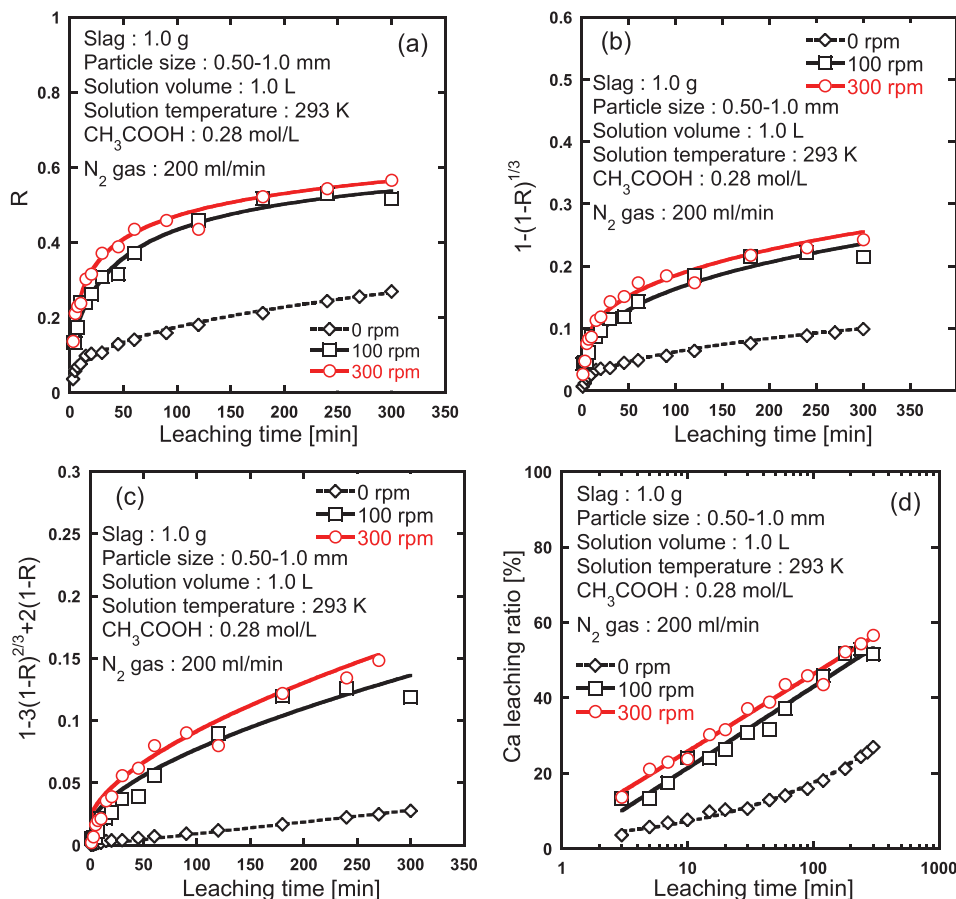 (a)
Slag : 1.0 g
Particle size : 0.50-1.0 mm
Solution volume : 1.0 L
Solution temperature : 293 K
CH3COOH : 0.28 mol/L
N2 gas : 200 ml/min
0 rpm
100 rpm
300 rpm
R
1
0.8
0.6
0.4
0.2
0
0 50 100 150 200 250 300 350
Leaching time [min]
(b)
0 rpm
100 rpm
300 rpm
Slag : 1.0 g
Particle size : 0.50-1.0 mm
Solution volume : 1.0 L
Solution temperature : 293 K
CH3COOH : 0.28 mol/L
N2 gas : 200 ml/min
1-(1-R)^1/3
0.6
0.5
0.4
0.3
0.2
0.1
0
0 50 100 150 200 250 300 350
Leaching time [min]
(c)
0 rpm
100 rpm
300 rpm
Slag : 1.0 g
Particle size : 0.50-1.0 mm
Solution volume : 1.0 L
Solution temperature : 293 K
CH3COOH : 0.28 mol/L
N2 gas : 200 ml/min
1-3(1-R)^2/3+2(1-R)
0.3
0.25
0.2
0.15
0.1
0.05
0
0 50 100 150 200 250 300 350
Leaching time [min]
(d)
Slag : 1.0 g
Particle size : 0.50-1.0 mm
Solution volume : 1.0 L
Solution temperature : 293 K
CH3COOH : 0.28 mol/L
N2 gas : 200 ml/min
0 rpm
100 rpm
300 rpm
Ca leaching ratio [%]
100
80
60
40
20
0
1 10 100 1000
Leaching time [min]